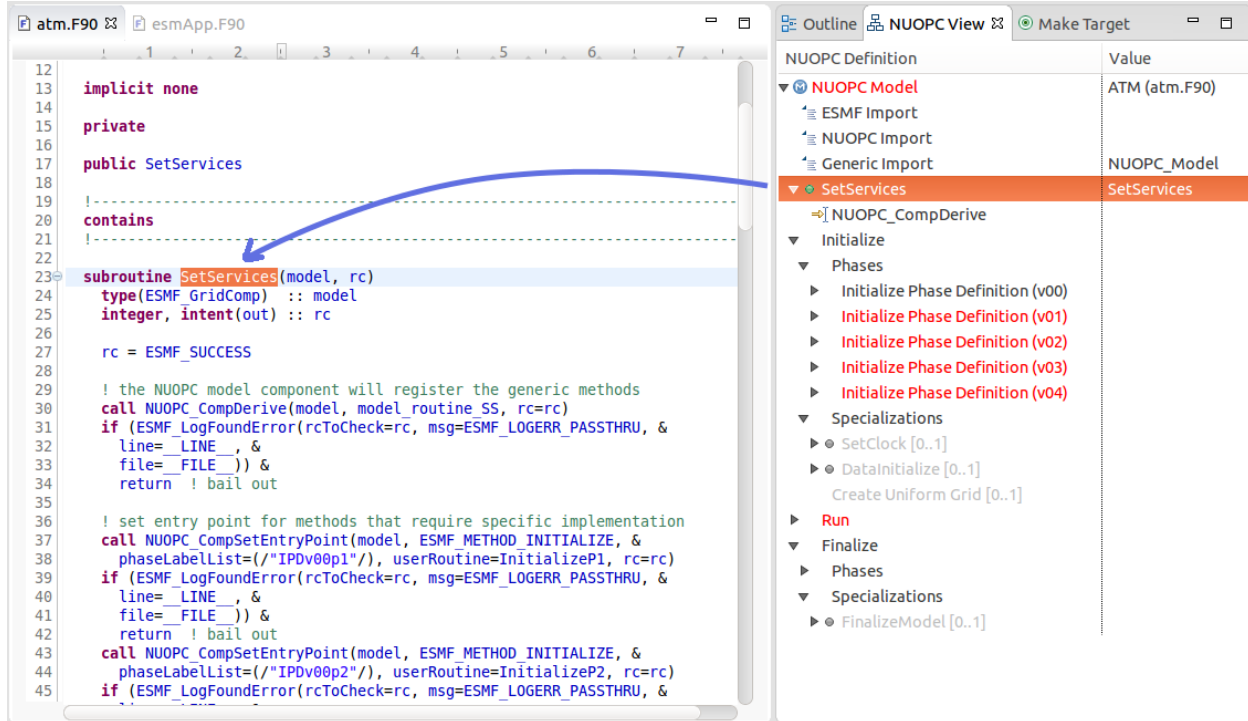 atm.F90
esmApp.F90
1 2 3 4 5 6 7
12
13 implicit none
14
15 private
16
17 public SetServices
18
19 !------------------------------------------------------------------------
20 contains
21 !------------------------------------------------------------------------
22
23 subroutine SetServices(model, rc)
24 type(ESMF_GridComp) :: model
25 integer, intent(out) :: rc
26
27 rc = ESMF_SUCCESS
28
29 ! the NUOPC model component will register the generic methods
30 call NUOPC_CompDerive(model, model_routine_SS, rc=rc)
31 if (ESMF_LogFoundError(rcToCheck=rc, msg=ESMF_LOGERR_PASSTHRU, &
32 line=__LINE__, &
33 file=__FILE__)) &
34 return ! bail out
35
36 ! set entry point for methods that require specific implementation
37 call NUOPC_CompSetEntryPoint(model, ESMF_METHOD_INITIALIZE, &
38 phaseLabelList=(/"IPDv00p1"/), userRoutine=InitializeP1, rc=rc)
39 if (ESMF_LogFoundError(rcToCheck=rc, msg=ESMF_LOGERR_PASSTHRU, &
40 line=__LINE__, &
41 file=__FILE__)) &
42 return ! bail out
43 call NUOPC_CompSetEntryPoint(model, ESMF_METHOD_INITIALIZE, &
44 phaseLabelList=(/"IPDv00p2"/), userRoutine=InitializeP2, rc=rc)
45 if (ESMF_LogFoundError(rcToCheck=rc, msg=ESMF_LOGERR_PASSTHRU, &
Outline
NUOPC View
Make Target
NUOPC Definition Value
NUOPC Model ATM (atm.F90)
ESMF Import
NUOPC Import
Generic Import NUOPC_Model
SetServices SetServices
NUOPC_CompDerive
Initialize
Phases
Initialize Phase Definition (v00)
Initialize Phase Definition (v01)
Initialize Phase Definition (v02)
Initialize Phase Definition (v03)
Initialize Phase Definition (v04)
Specializations
SetClock [0..1]
DataInitialize [0..1]
Create Uniform Grid [0..1]
Run
Finalize
Phases
Specializations
FinalizeModel [0..1]